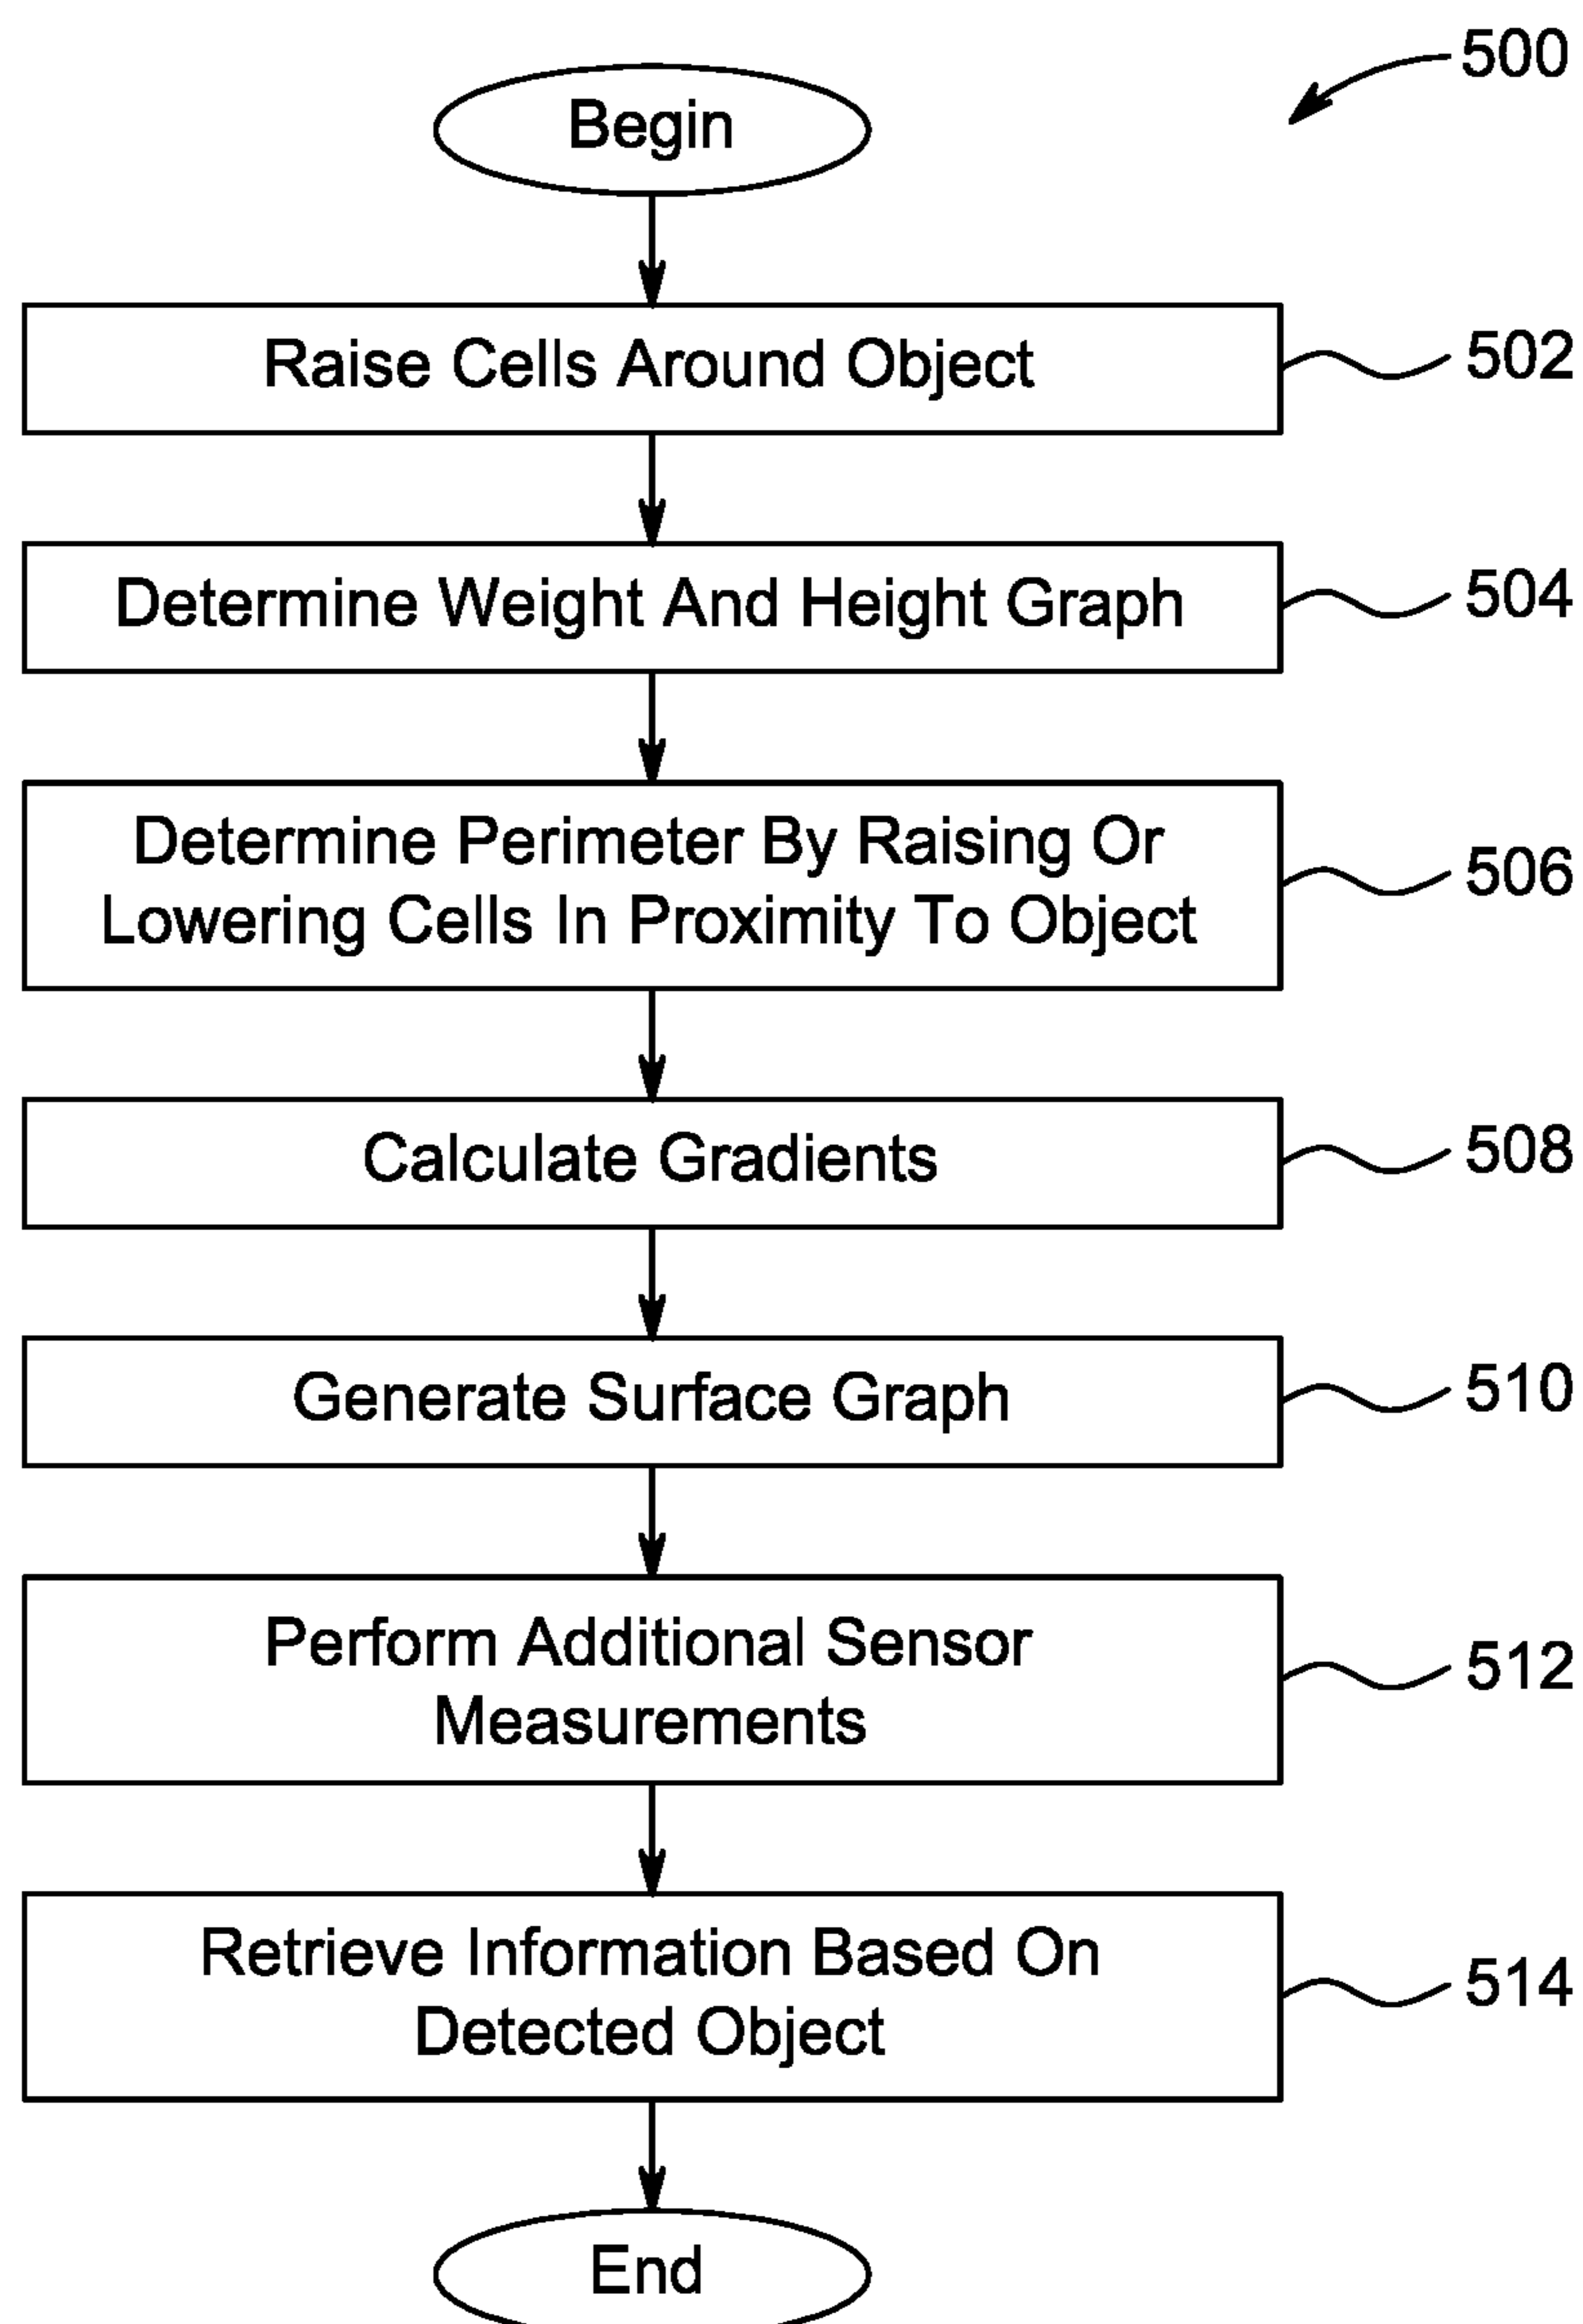 500
Begin
Raise Cells Around Object
502
Determine Weight And Height Graph
504
Determine Perimeter By Raising Or
Lowering Cells In Proximity To Object
506
Calculate Gradients
508
Generate Surface Graph
510
Perform Additional Sensor
Measurements
512
Retrieve Information Based On
Detected Object
514
End